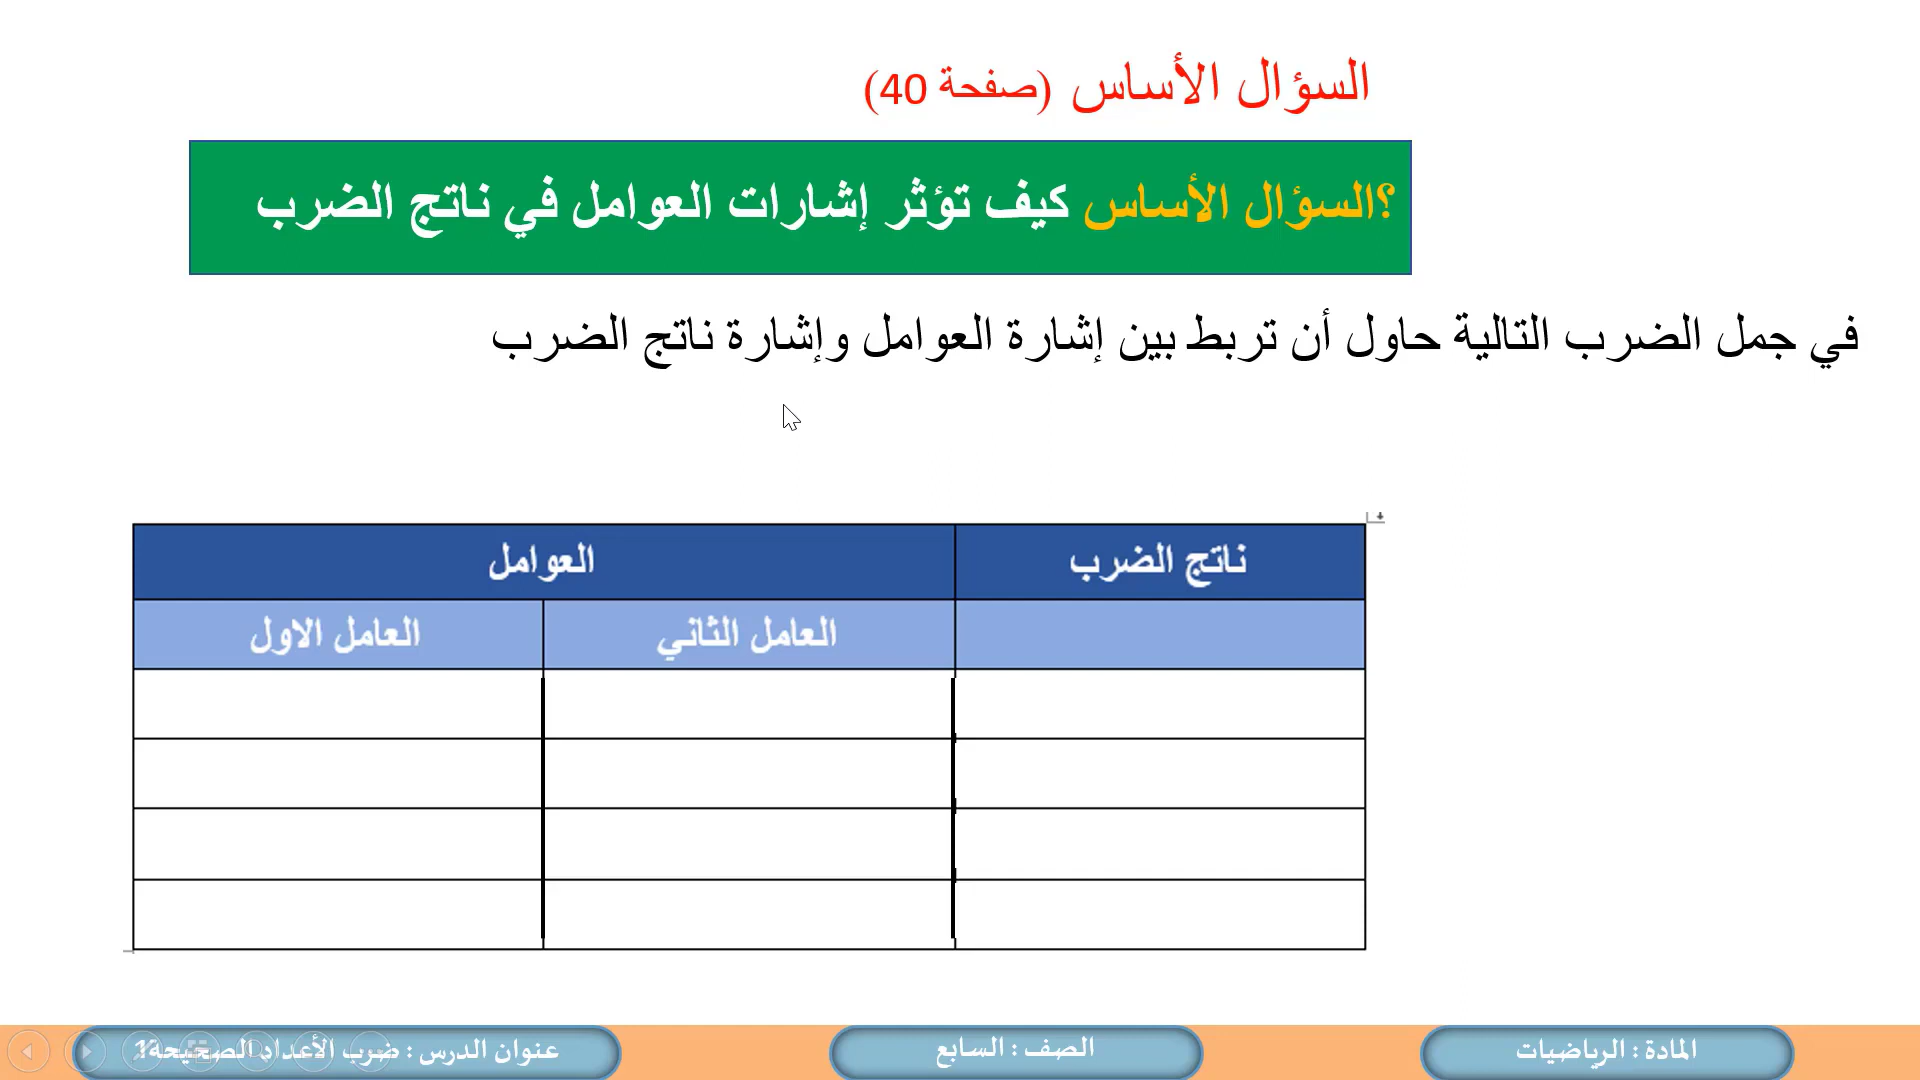 السؤال الأساس (صفحة 40)
؟السؤال الأساس كيف تؤثر إشارات العوامل في ناتج الضرب
في جمل الضرب التالية حاول أن تربط بين إشارة العوامل وإشارة ناتج الضرب
ناتج الضرب العوامل
العامل الثاني العامل الاول
المادة : الرياضيات
الصف : السابع
عنوان الدرس : ضرب الأعداد الصحيحة